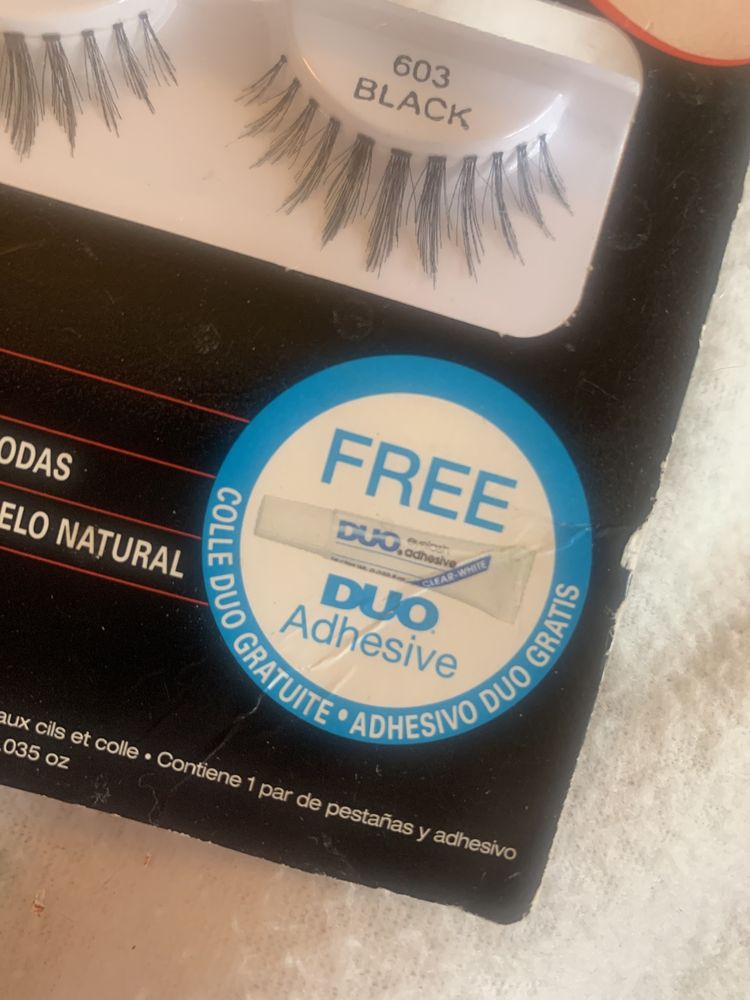 603
BLACK
FREE
DUO adhesive
CLEAR-WHITE
DUO
Adhesive
COLLE DUO GRATUITE • ADHESIVO DUO GRATIS
ODAS
ELO NATURAL
aux cils et colle • Contiene 1 par de pestañas y adhesivo
.035 oz